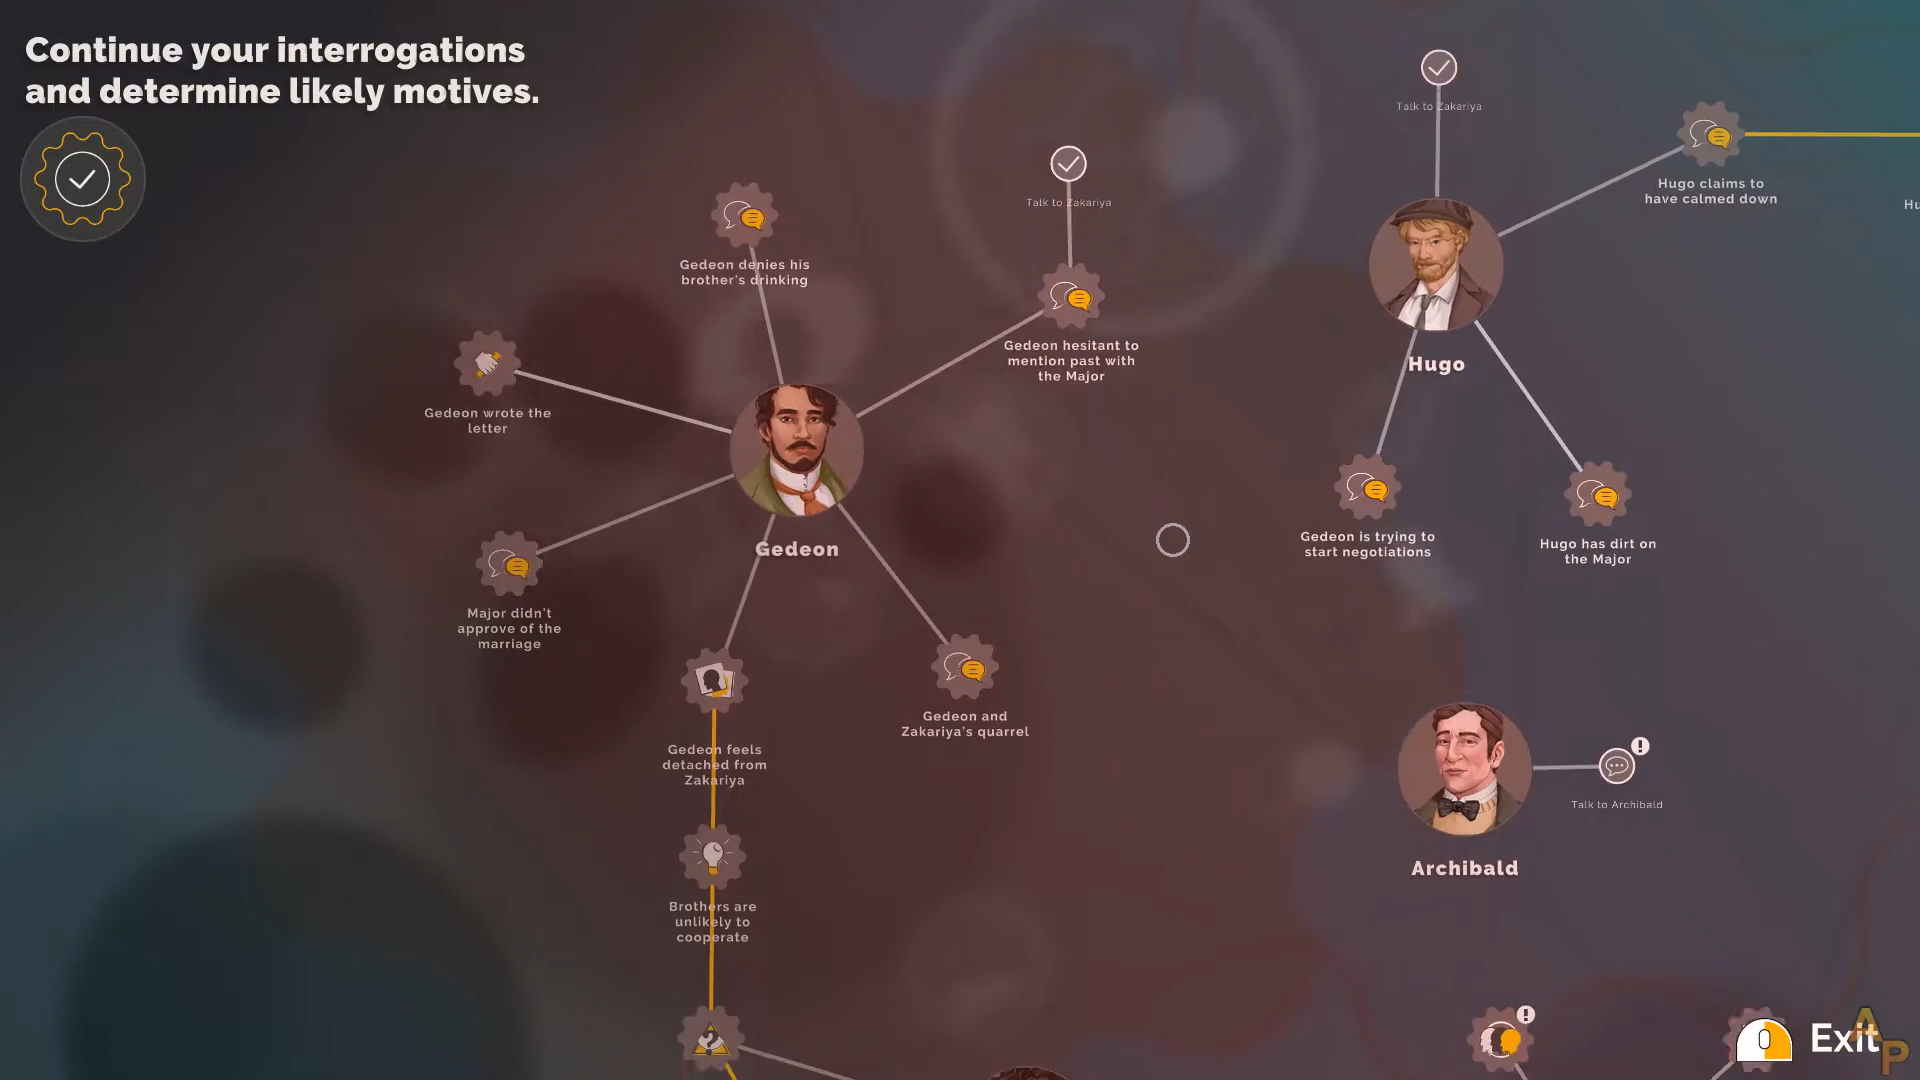 Continue your interrogations
and determine likely motives.
Talk to Zakariya
Hugo claims to
have calmed down
Hu
Talk to Zakariya
Gedeon denies his
brother's drinking
Gedeon hesitant to
mention past with
the Major
Hugo
Gedeon wrote the
letter
Gedeon
Gedeon is trying to
start negotiations
Hugo has dirt on
the Major
Major didn't
approve of the
marriage
Gedeon and
Zakariya's quarrel
Gedeon feels
detached from
Zakariya
Talk to Archibald
Archibald
Brothers are
unlikely to
cooperate
Exit
AP